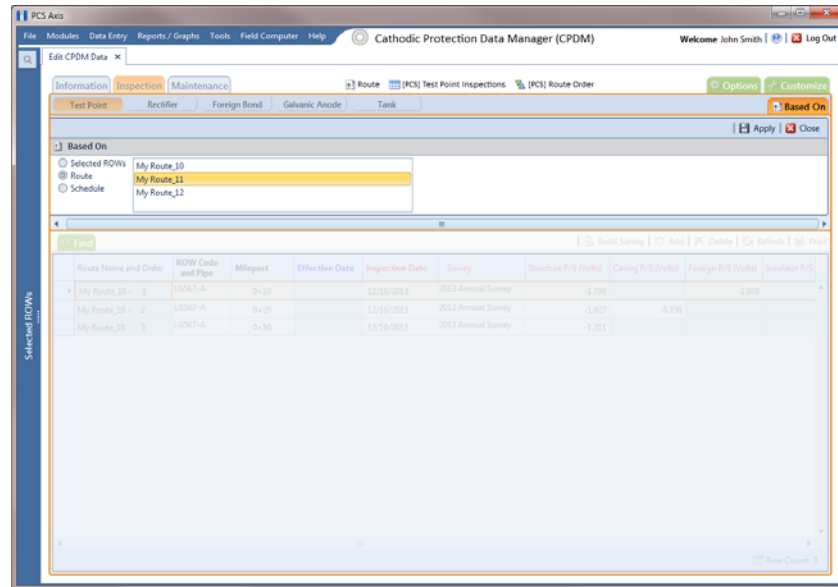 PCS Axis
File Modules Data Entry Reports / Graphs Tools Field Computer Help Cathodic Protection Data Manager (CPDM) Welcome John Smith Log Out
Edit CPDM Data ×
Information Inspection Maintenance Route [PCS] Test Point Inspections [PCS] Route Order Options Customize
Test Point Rectifier Foreign Bond Galvanic Anode Tank Based On
Apply Close
Based On
Selected ROWs
Route
Schedule
My Route_10
My Route_11
My Route_12
Find Build Survey Add Delete Refresh Print
Route Name and Order ROW Code and Pipe Milepost Effective Date Inspection Date Survey Structure P/S (Volts) Casing P/S (Volts) Foreign P/S (Volts) Insulator P/S
My Route_10 - 1 LG567-A 0+10 12/10/2013 2013 Annual Survey -1.798 -1.609
My Route_10 - 2 LG567-A 0+20 12/10/2013 2013 Annual Survey -1.927 -0.736
My Route_10 - 3 LG567-A 0+50 12/10/2013 2013 Annual Survey -1.311
Selected ROWs
Row Count: 3